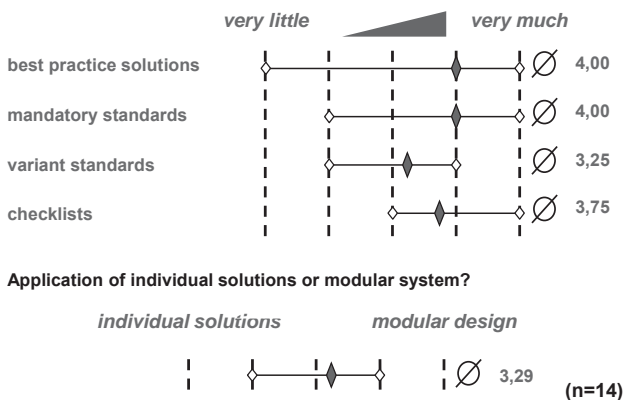 very little very much
best practice solutions Ø 4,00
mandatory standards Ø 4,00
variant standards Ø 3,25
checklists Ø 3,75
Application of individual solutions or modular system?
individual solutions modular design
Ø 3,29
(n=14)